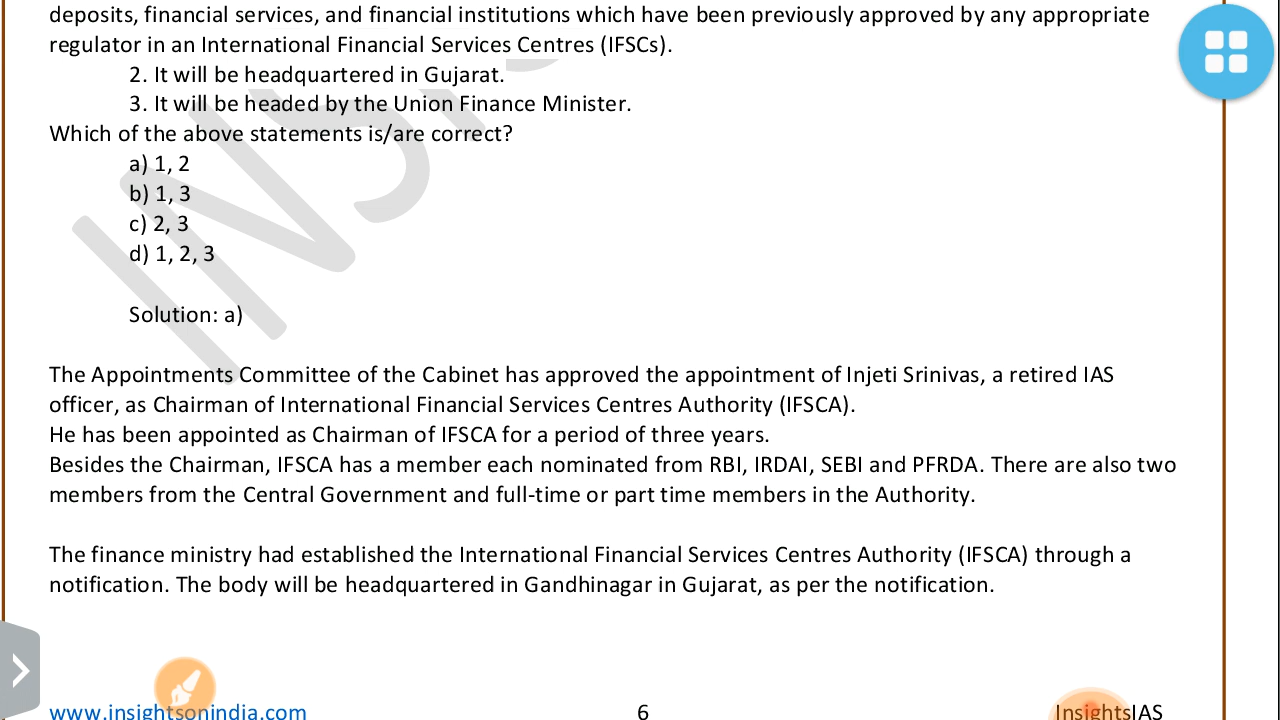 deposits, financial services, and financial institutions which have been previously approved by any appropriate
regulator in an International Financial Services Centres (IFSCs).
2. It will be headquartered in Gujarat.
3. It will be headed by the Union Finance Minister.
Which of the above statements is/are correct?
a) 1, 2
b) 1, 3
c) 2, 3
d) 1, 2, 3
Solution: a)
The Appointments Committee of the Cabinet has approved the appointment of Injeti Srinivas, a retired IAS
officer, as Chairman of International Financial Services Centres Authority (IFSCA).
He has been appointed as Chairman of IFSCA for a period of three years.
Besides the Chairman, IFSCA has a member each nominated from RBI, IRDAI, SEBI and PFRDA. There are also two
members from the Central Government and full-time or part time members in the Authority.
The finance ministry had established the International Financial Services Centres Authority (IFSCA) through a
notification. The body will be headquartered in Gandhinagar in Gujarat, as per the notification.
www.insightsonindia.com 6 InsightsIAS